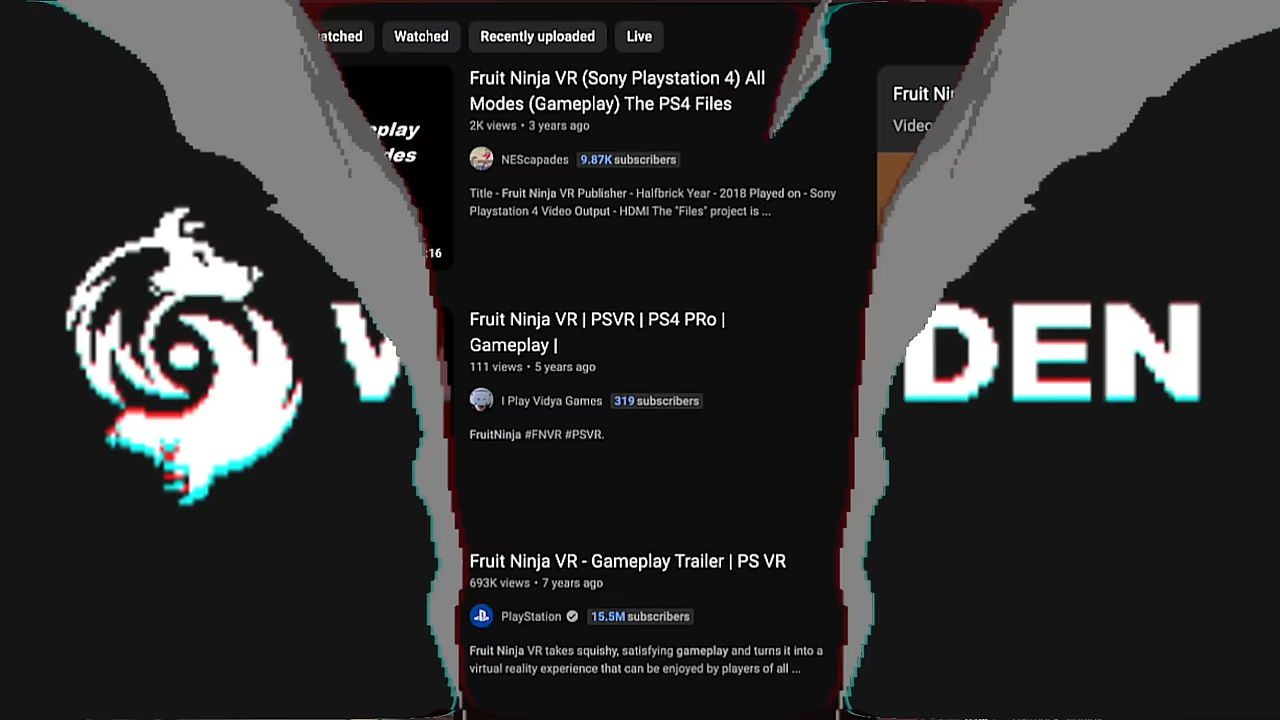 Watched
Recently uploaded
Live
Fruit Ninja VR (Sony Playstation 4) All
Modes (Gameplay) The PS4 Files
2K views • 3 years ago
NEScapades 9.87K subscribers
Title - Fruit Ninja VR Publisher - Halfbrick Year - 2018 Played on - Sony
Playstation 4 Video Output - HDMI The "Files" project is ...
:16
Fruit Ninja VR | PSVR | PS4 PRo |
Gameplay |
111 views • 5 years ago
I Play Vidya Games 319 subscribers
FruitNinja #FNVR #PSVR.
Fruit Ninja VR - Gameplay Trailer | PS VR
693K views • 7 years ago
PlayStation 15.5M subscribers
Fruit Ninja VR takes squishy, satisfying gameplay and turns it into a
virtual reality experience that can be enjoyed by players of all ...
Fruit
Video
DEN